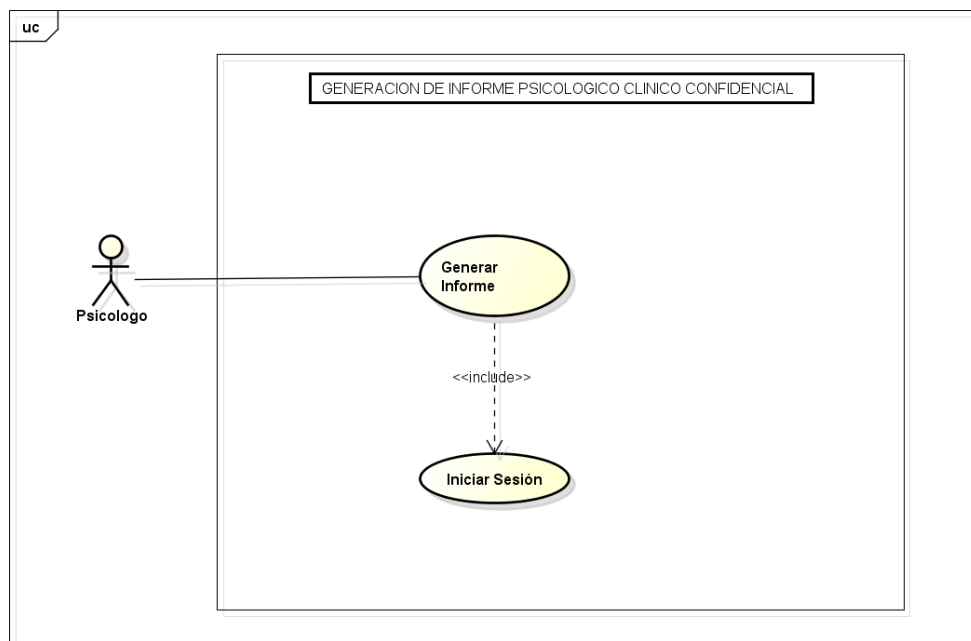 uc
GENERACION DE INFORME PSICOLOGICO CLINICO CONFIDENCIAL
Generar
Informe
Psicologo
<<include>>
Iniciar Sesión